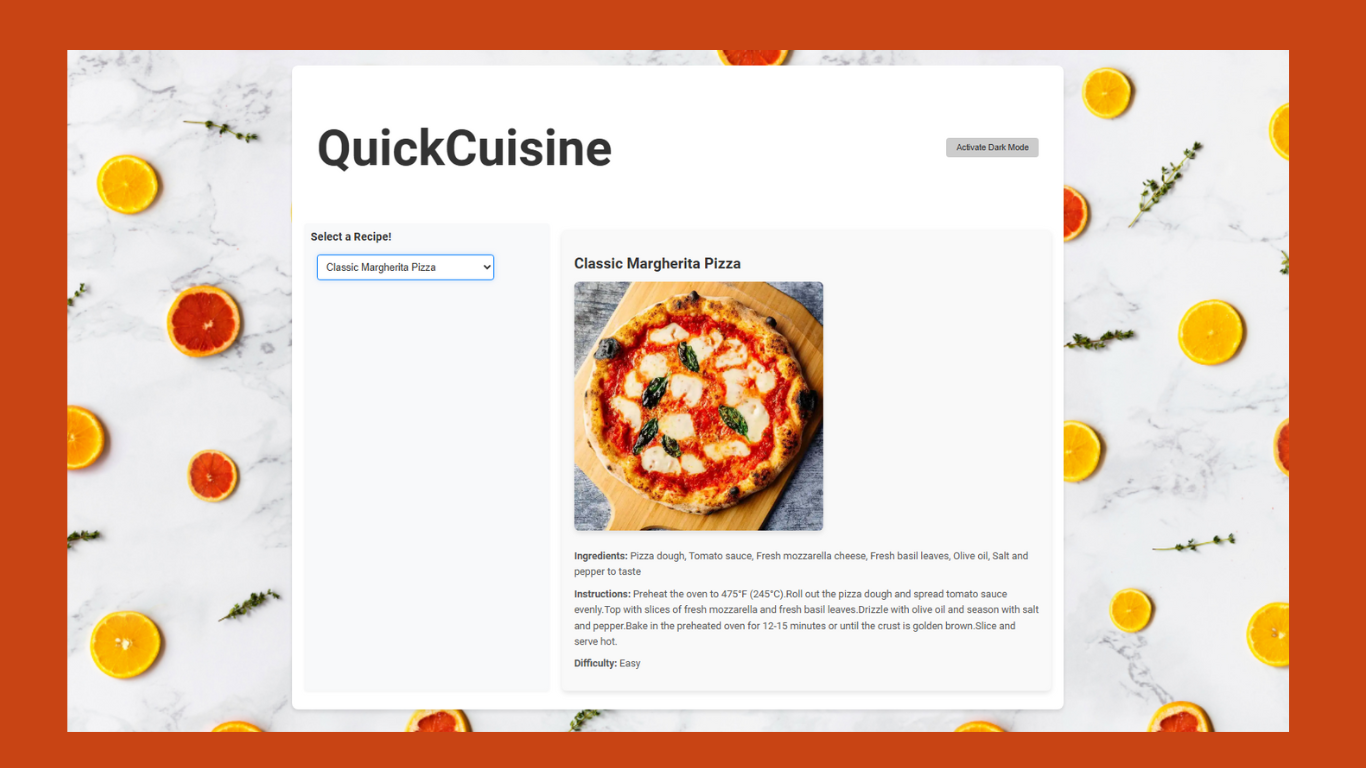 QuickCuisine
Activate Dark Mode
Select a Recipe!
Classic Margherita Pizza
Classic Margherita Pizza
Ingredients: Pizza dough, Tomato sauce, Fresh mozzarella cheese, Fresh basil leaves, Olive oil, Salt and
pepper to taste
Instructions: Preheat the oven to 475°F (245°C).Roll out the pizza dough and spread tomato sauce
evenly.Top with slices of fresh mozzarella and fresh basil leaves.Drizzle with olive oil and season with salt
and pepper.Bake in the preheated oven for 12-15 minutes or until the crust is golden brown.Slice and
serve hot.
Difficulty: Easy